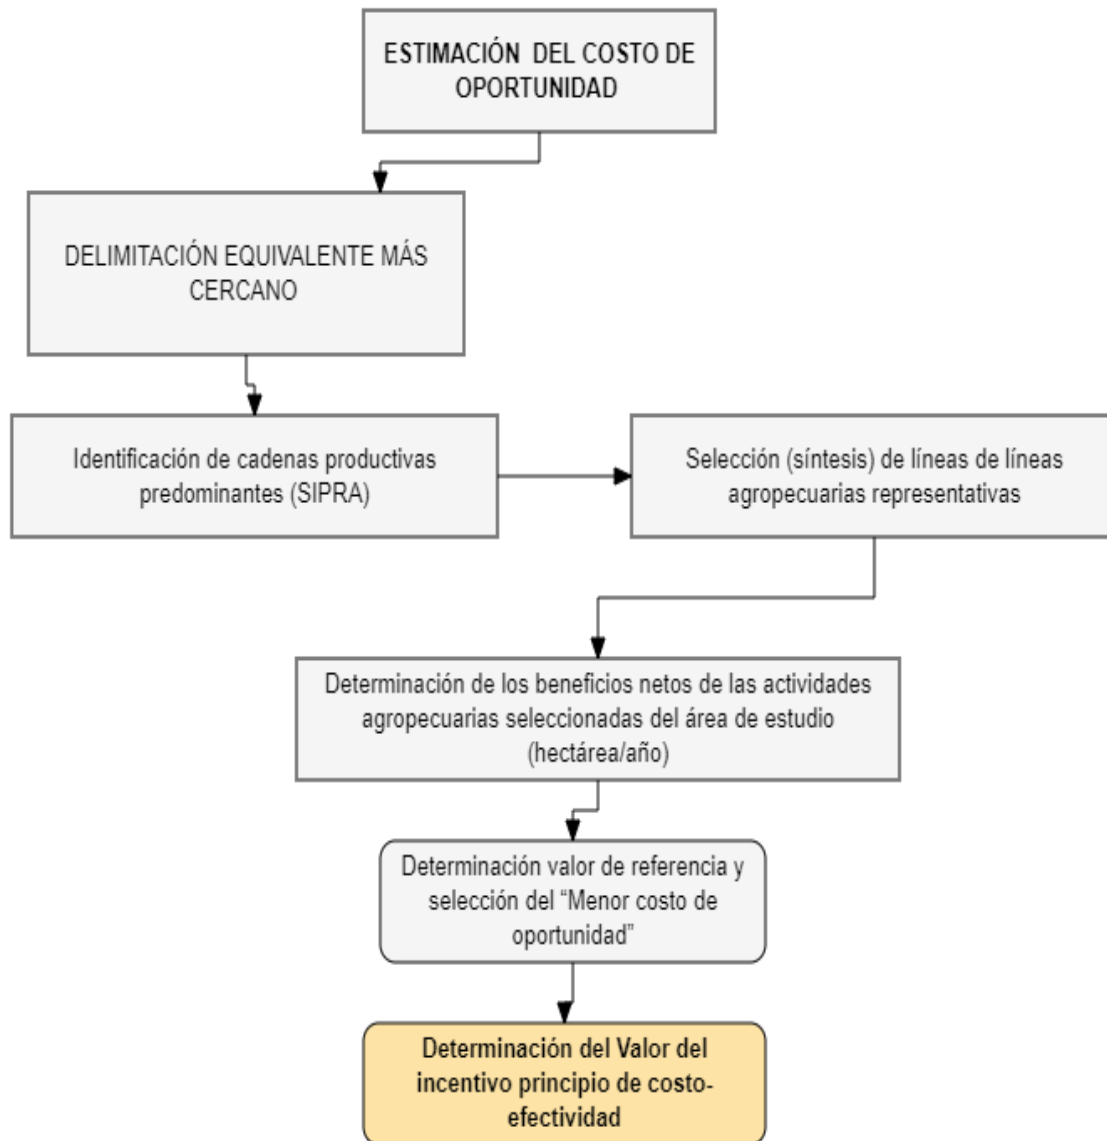 ESTIMACIÓN DEL COSTO DE
OPORTUNIDAD
DELIMITACIÓN EQUIVALENTE MÁS
CERCANO
Identificación de cadenas productivas
predominantes (SIPRA)
Selección (síntesis) de líneas de líneas
agropecuarias representativas
Determinación de los beneficios netos de las actividades
agropecuarias seleccionadas del área de estudio
(hectárea/año)
Determinación valor de referencia y
selección del “Menor costo de
oportunidad”
Determinación del Valor del
incentivo principio de costo-
efectividad